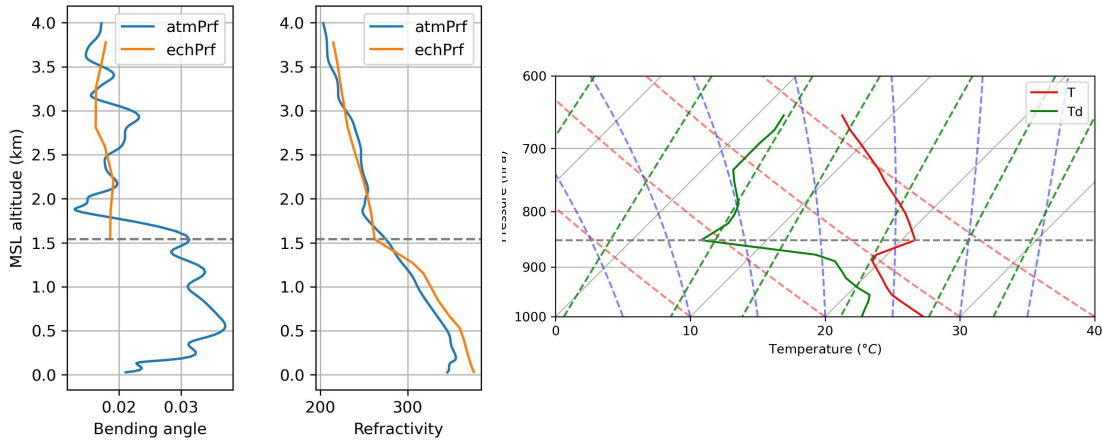 4.0
3.5
3.0
2.5
2.0
1.5
1.0
0.5
0.0
MSL altitude (km)
0.02 0.03
Bending angle
atmPrf
echPrf
4.0
3.5
3.0
2.5
2.0
1.5
1.0
0.5
0.0
200 300
Refractivity
atmPrf
echPrf
600
700
800
900
1000
0 10 20 30 40
Temperature (°C)
T
Td